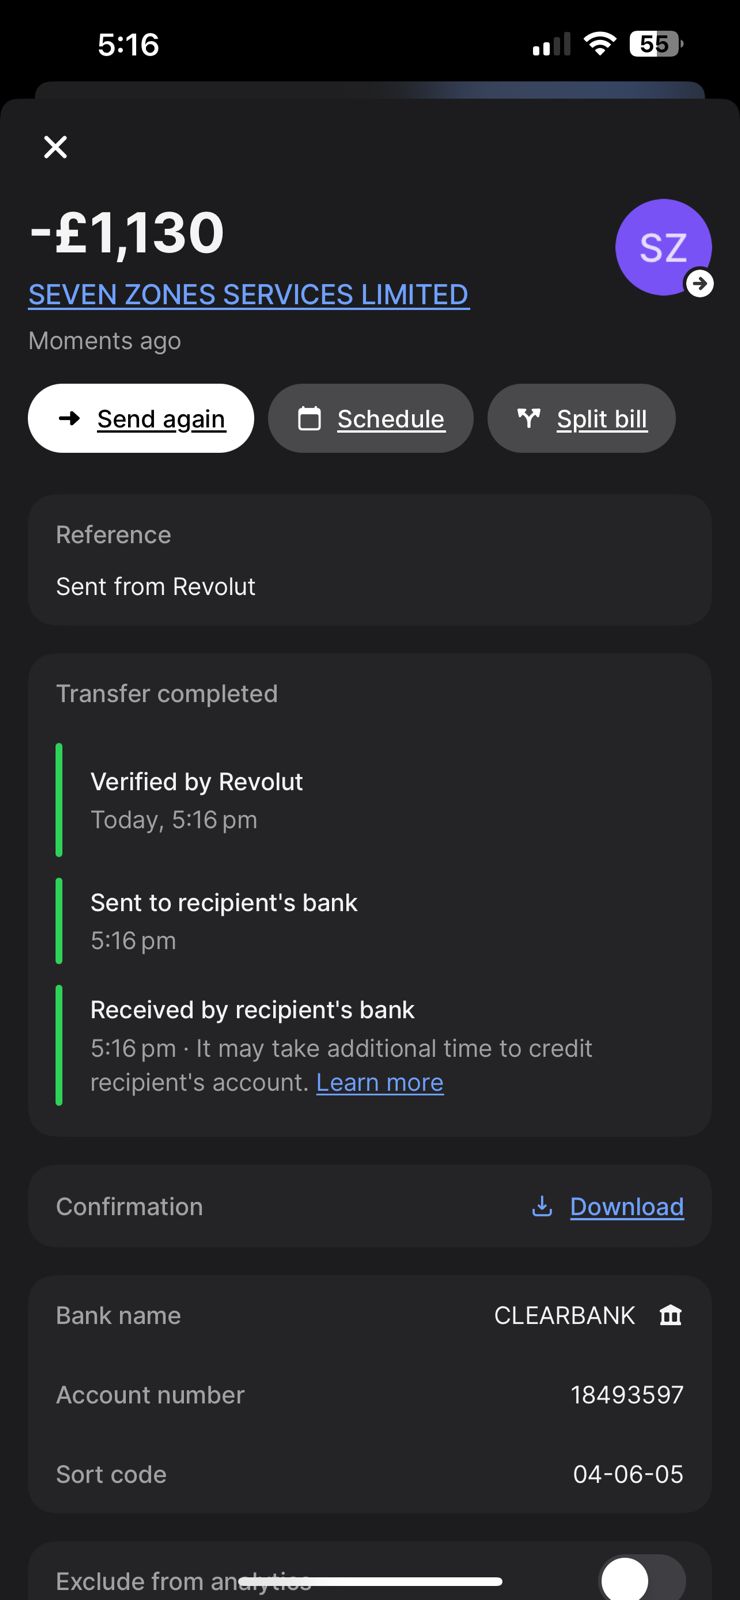 5:16
55
-£1,130
SZ
SEVEN ZONES SERVICES LIMITED
Moments ago
Send again
Schedule
Split bill
Reference
Sent from Revolut
Transfer completed
Verified by Revolut
Today, 5:16 pm
Sent to recipient's bank
5:16 pm
Received by recipient's bank
5:16 pm · It may take additional time to credit
recipient's account. Learn more
Confirmation
Download
Bank name
CLEARBANK
Account number
18493597
Sort code
04-06-05
Exclude from analytics